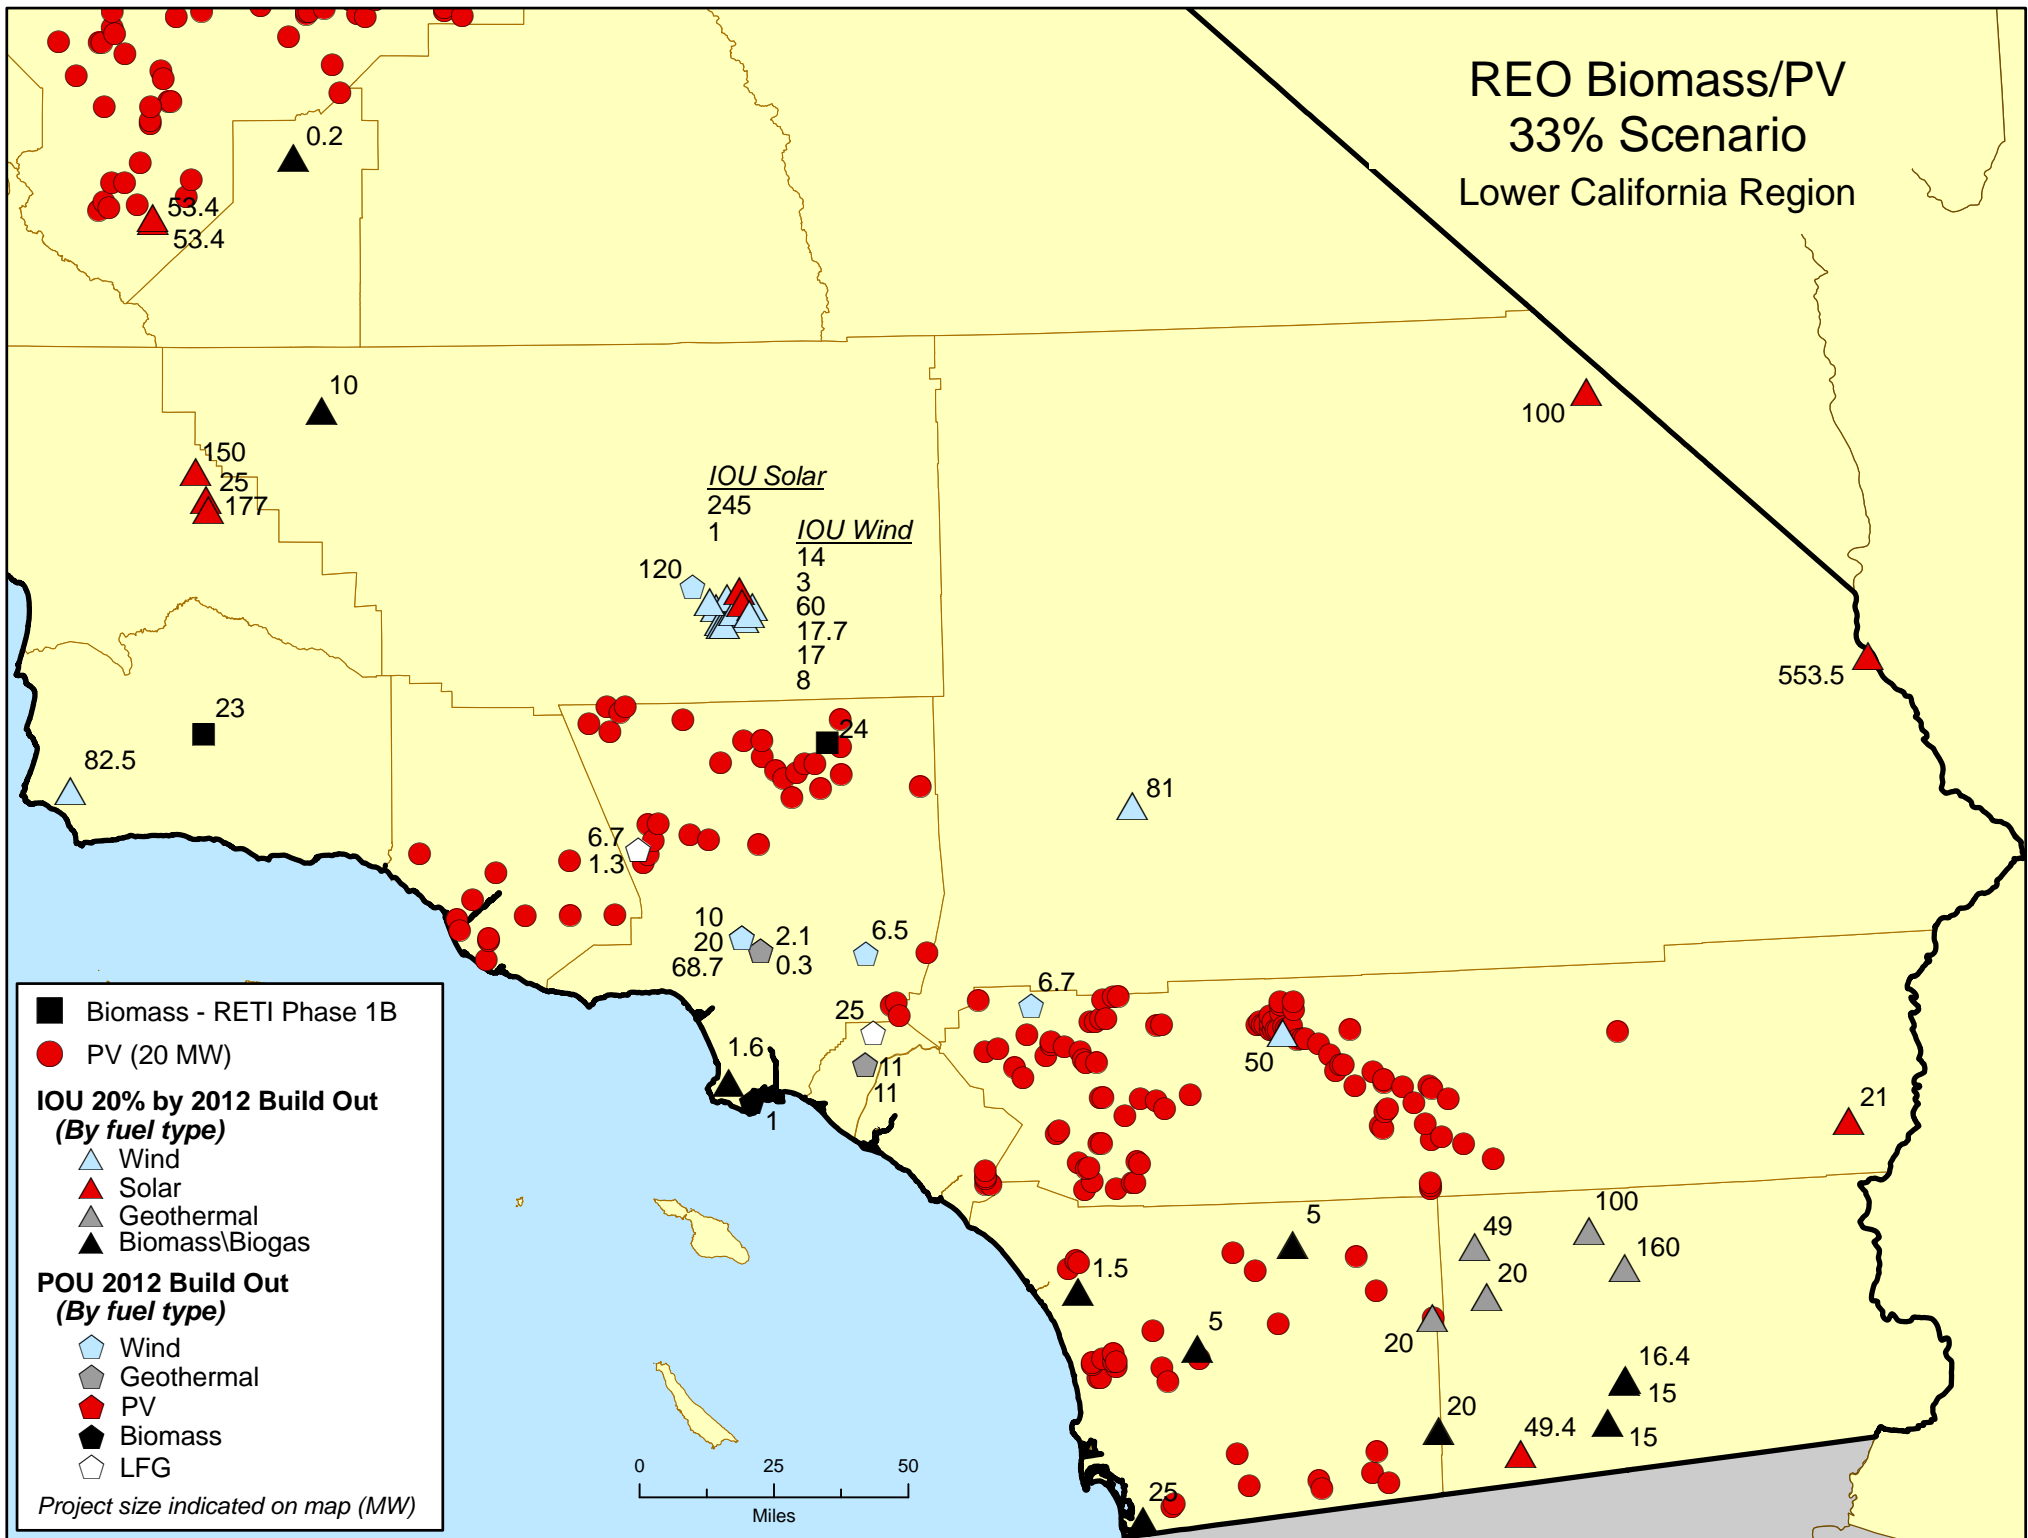 REO Biomass/PV
33% Scenario
Lower California Region
0.2
53.4
53.4
10
100
150
25
177
IOU Solar
245
1
IOU Wind
14
3
60
17.7
17
8
120
553.5
23
24
82.5
81
6.7
1.3
10
20
68.7
2.1
0.3
6.5
6.7
25
50
1.6
11
11
1
21
5
49
100
160
20
1.5
20
5
16.4
15
20
49.4
15
25
Biomass - RETI Phase 1B
PV (20 MW)
IOU 20% by 2012 Build Out
(By fuel type)
Wind
Solar
Geothermal
Biomass\Biogas
POU 2012 Build Out
(By fuel type)
Wind
Geothermal
PV
Biomass
LFG
Project size indicated on map (MW)
0 25 50
Miles